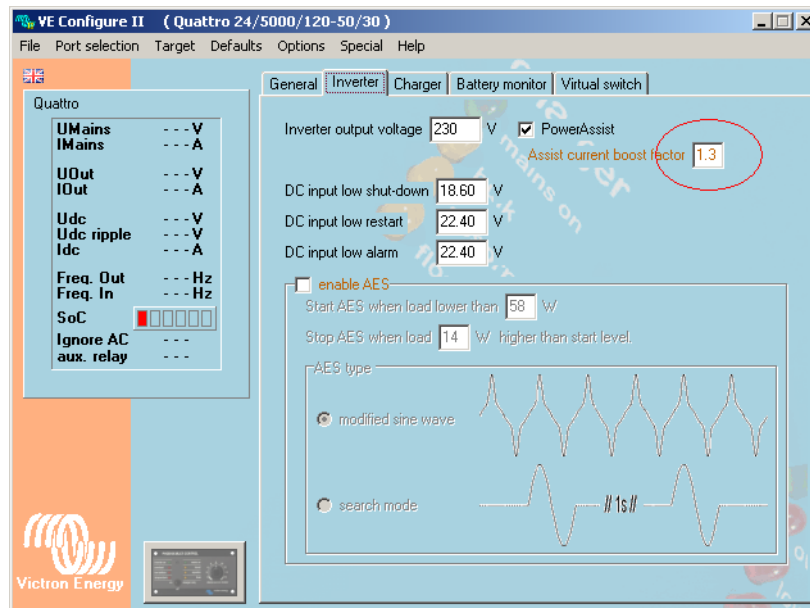 VE Configure II ( Quattro 24/5000/120-50/30 )
File Port selection Target Defaults Options Special Help
General Inverter Charger Battery monitor Virtual switch
Quattro
UMains - - - V
IMains - - - A
UOut - - - V
IOut - - - A
Udc - - - V
Udc ripple - - - V
Idc - - - A
Freq. Out - - - Hz
Freq. In - - - Hz
SoC
Ignore AC - - -
aux. relay - - -
Inverter output voltage 230 V PowerAssist
Assist current boost factor 1.3
DC input low shut-down 18.60 V
DC input low restart 22.40 V
DC input low alarm 22.40 V
enable AES
Start AES when load lower than 58 W
Stop AES when load 14 W higher than start level.
AES type
modified sine wave
search mode
// 1s //
mains on
victron energy